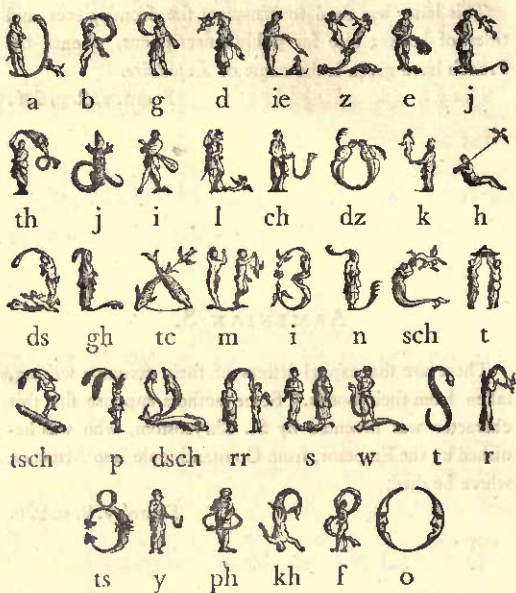 a b g d ie z e j
th j i l ch dz k h
ds gh tc m i n sch t
tsch p dsch rr s w t r
ts y ph kh f o